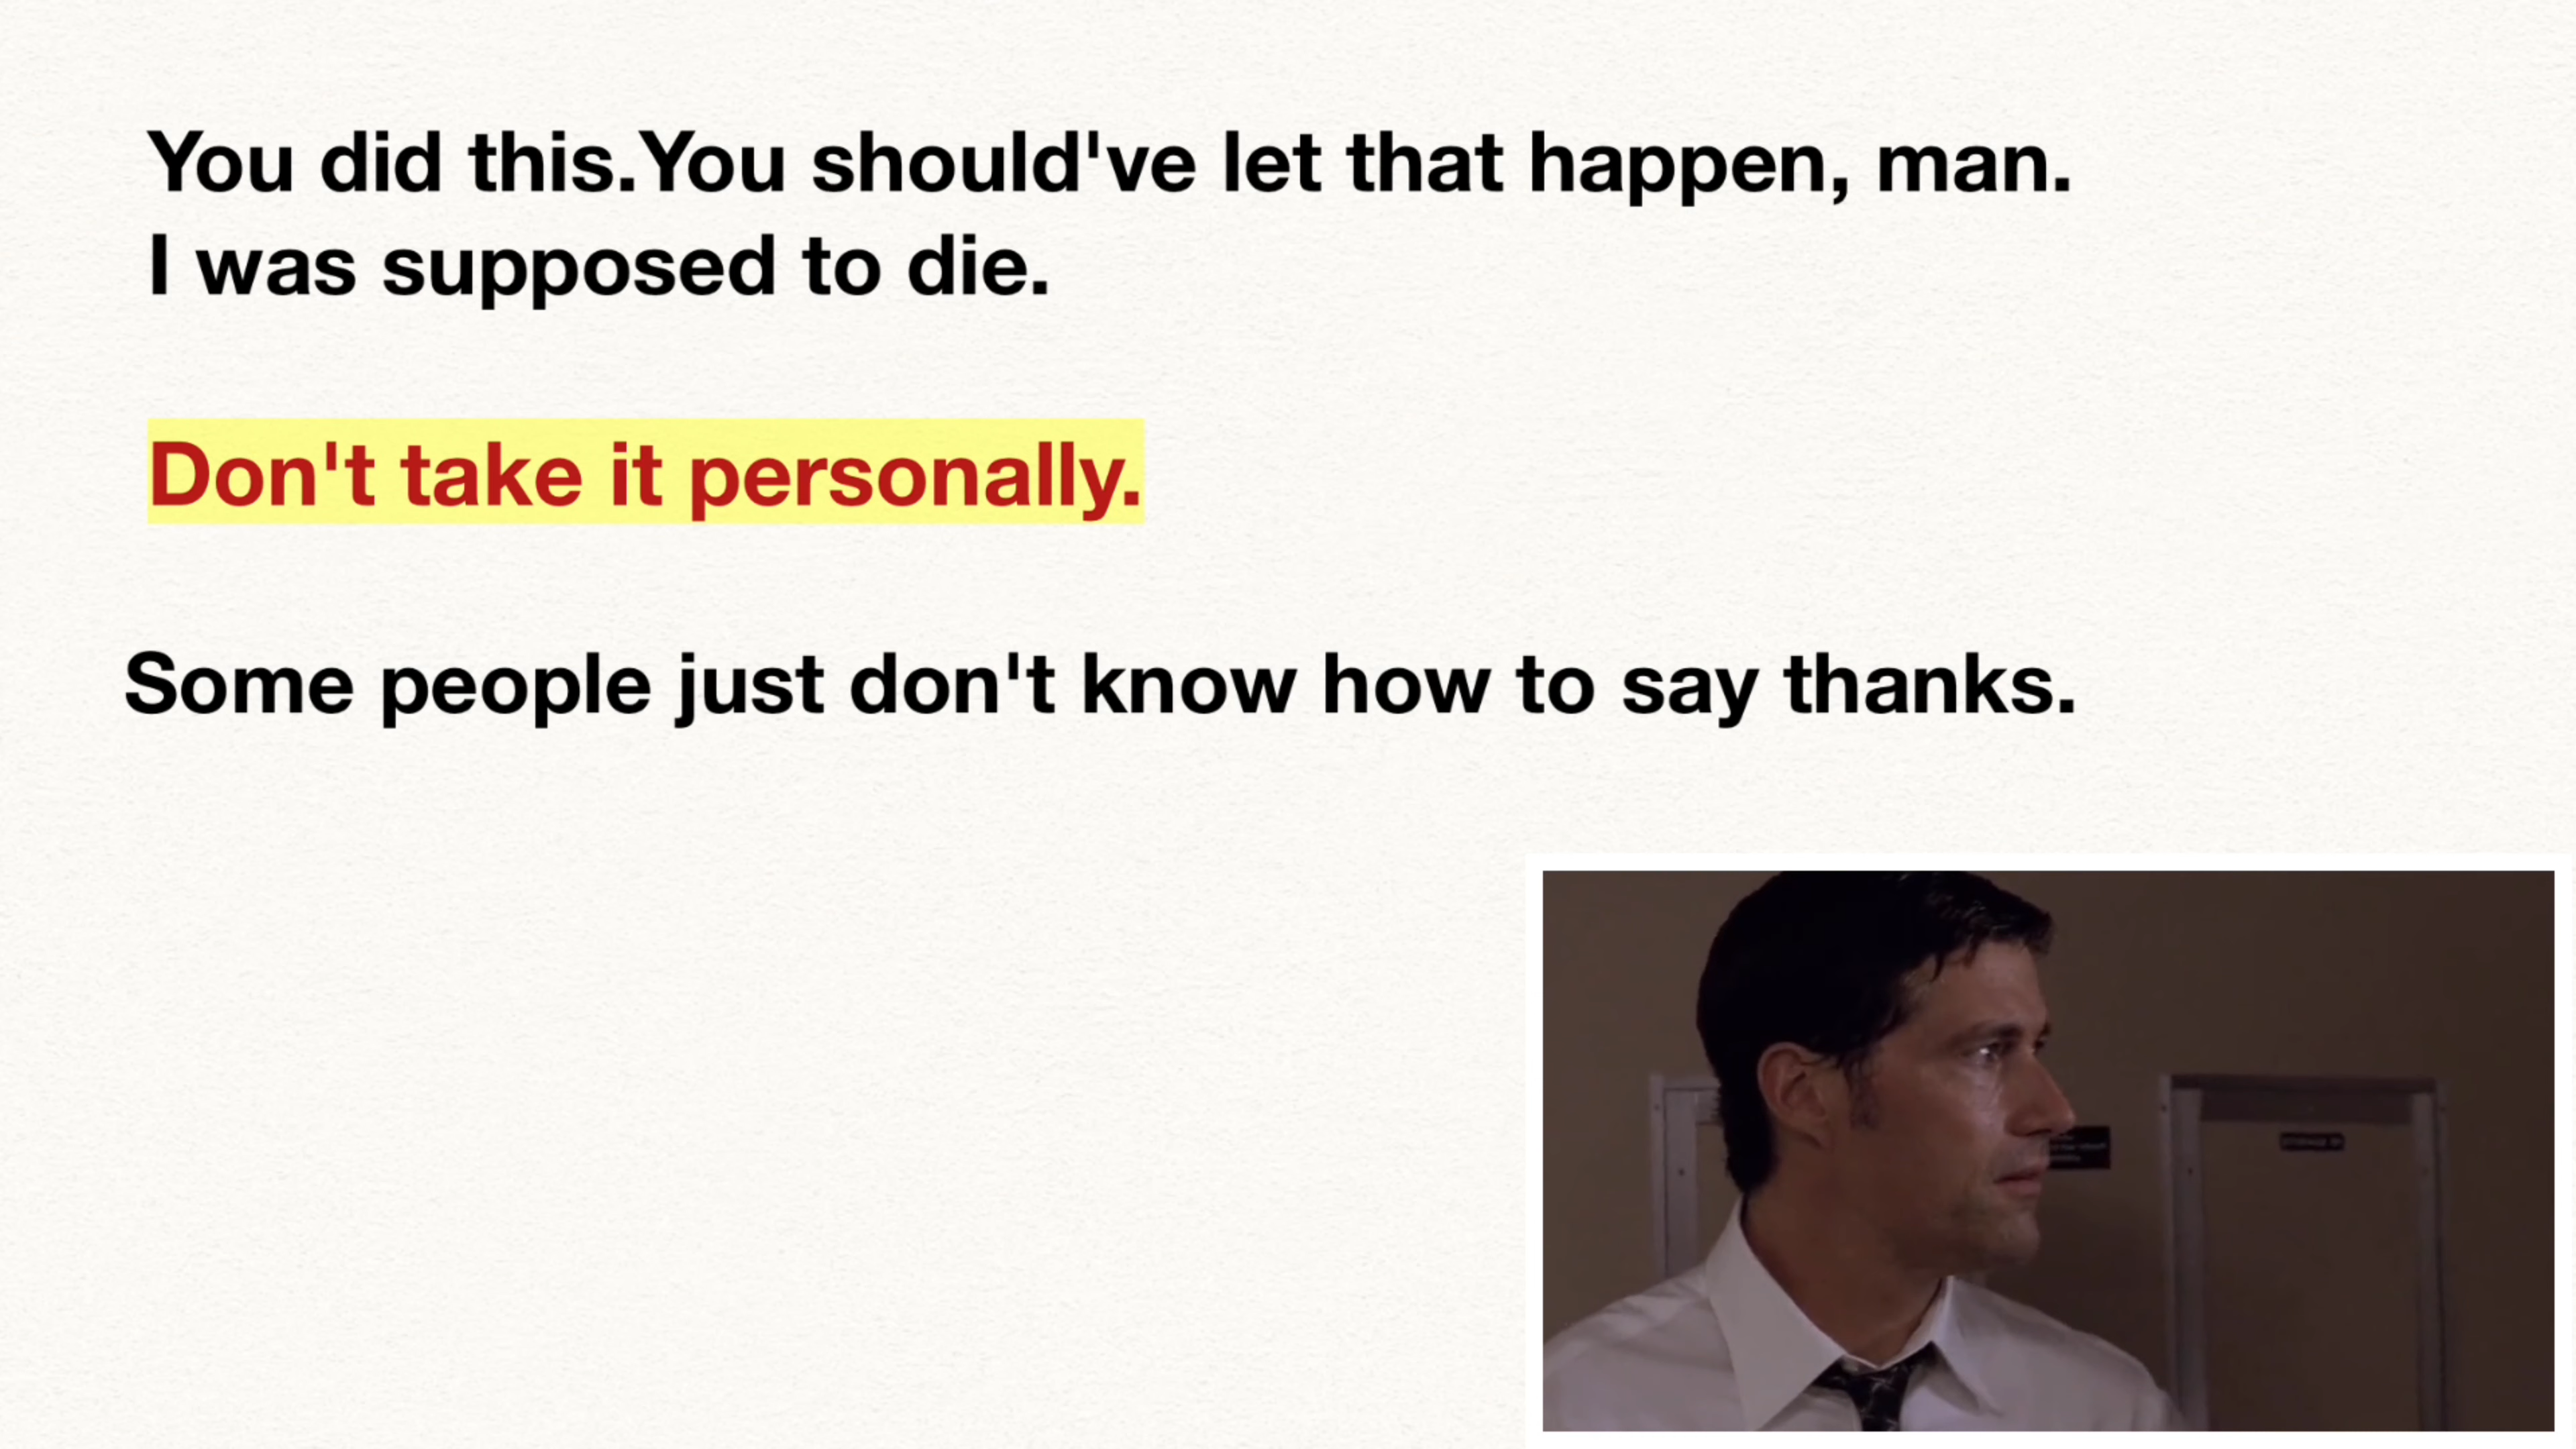 You did this.You should've let that happen, man.
I was supposed to die.
Don't take it personally.
Some people just don't know how to say thanks.